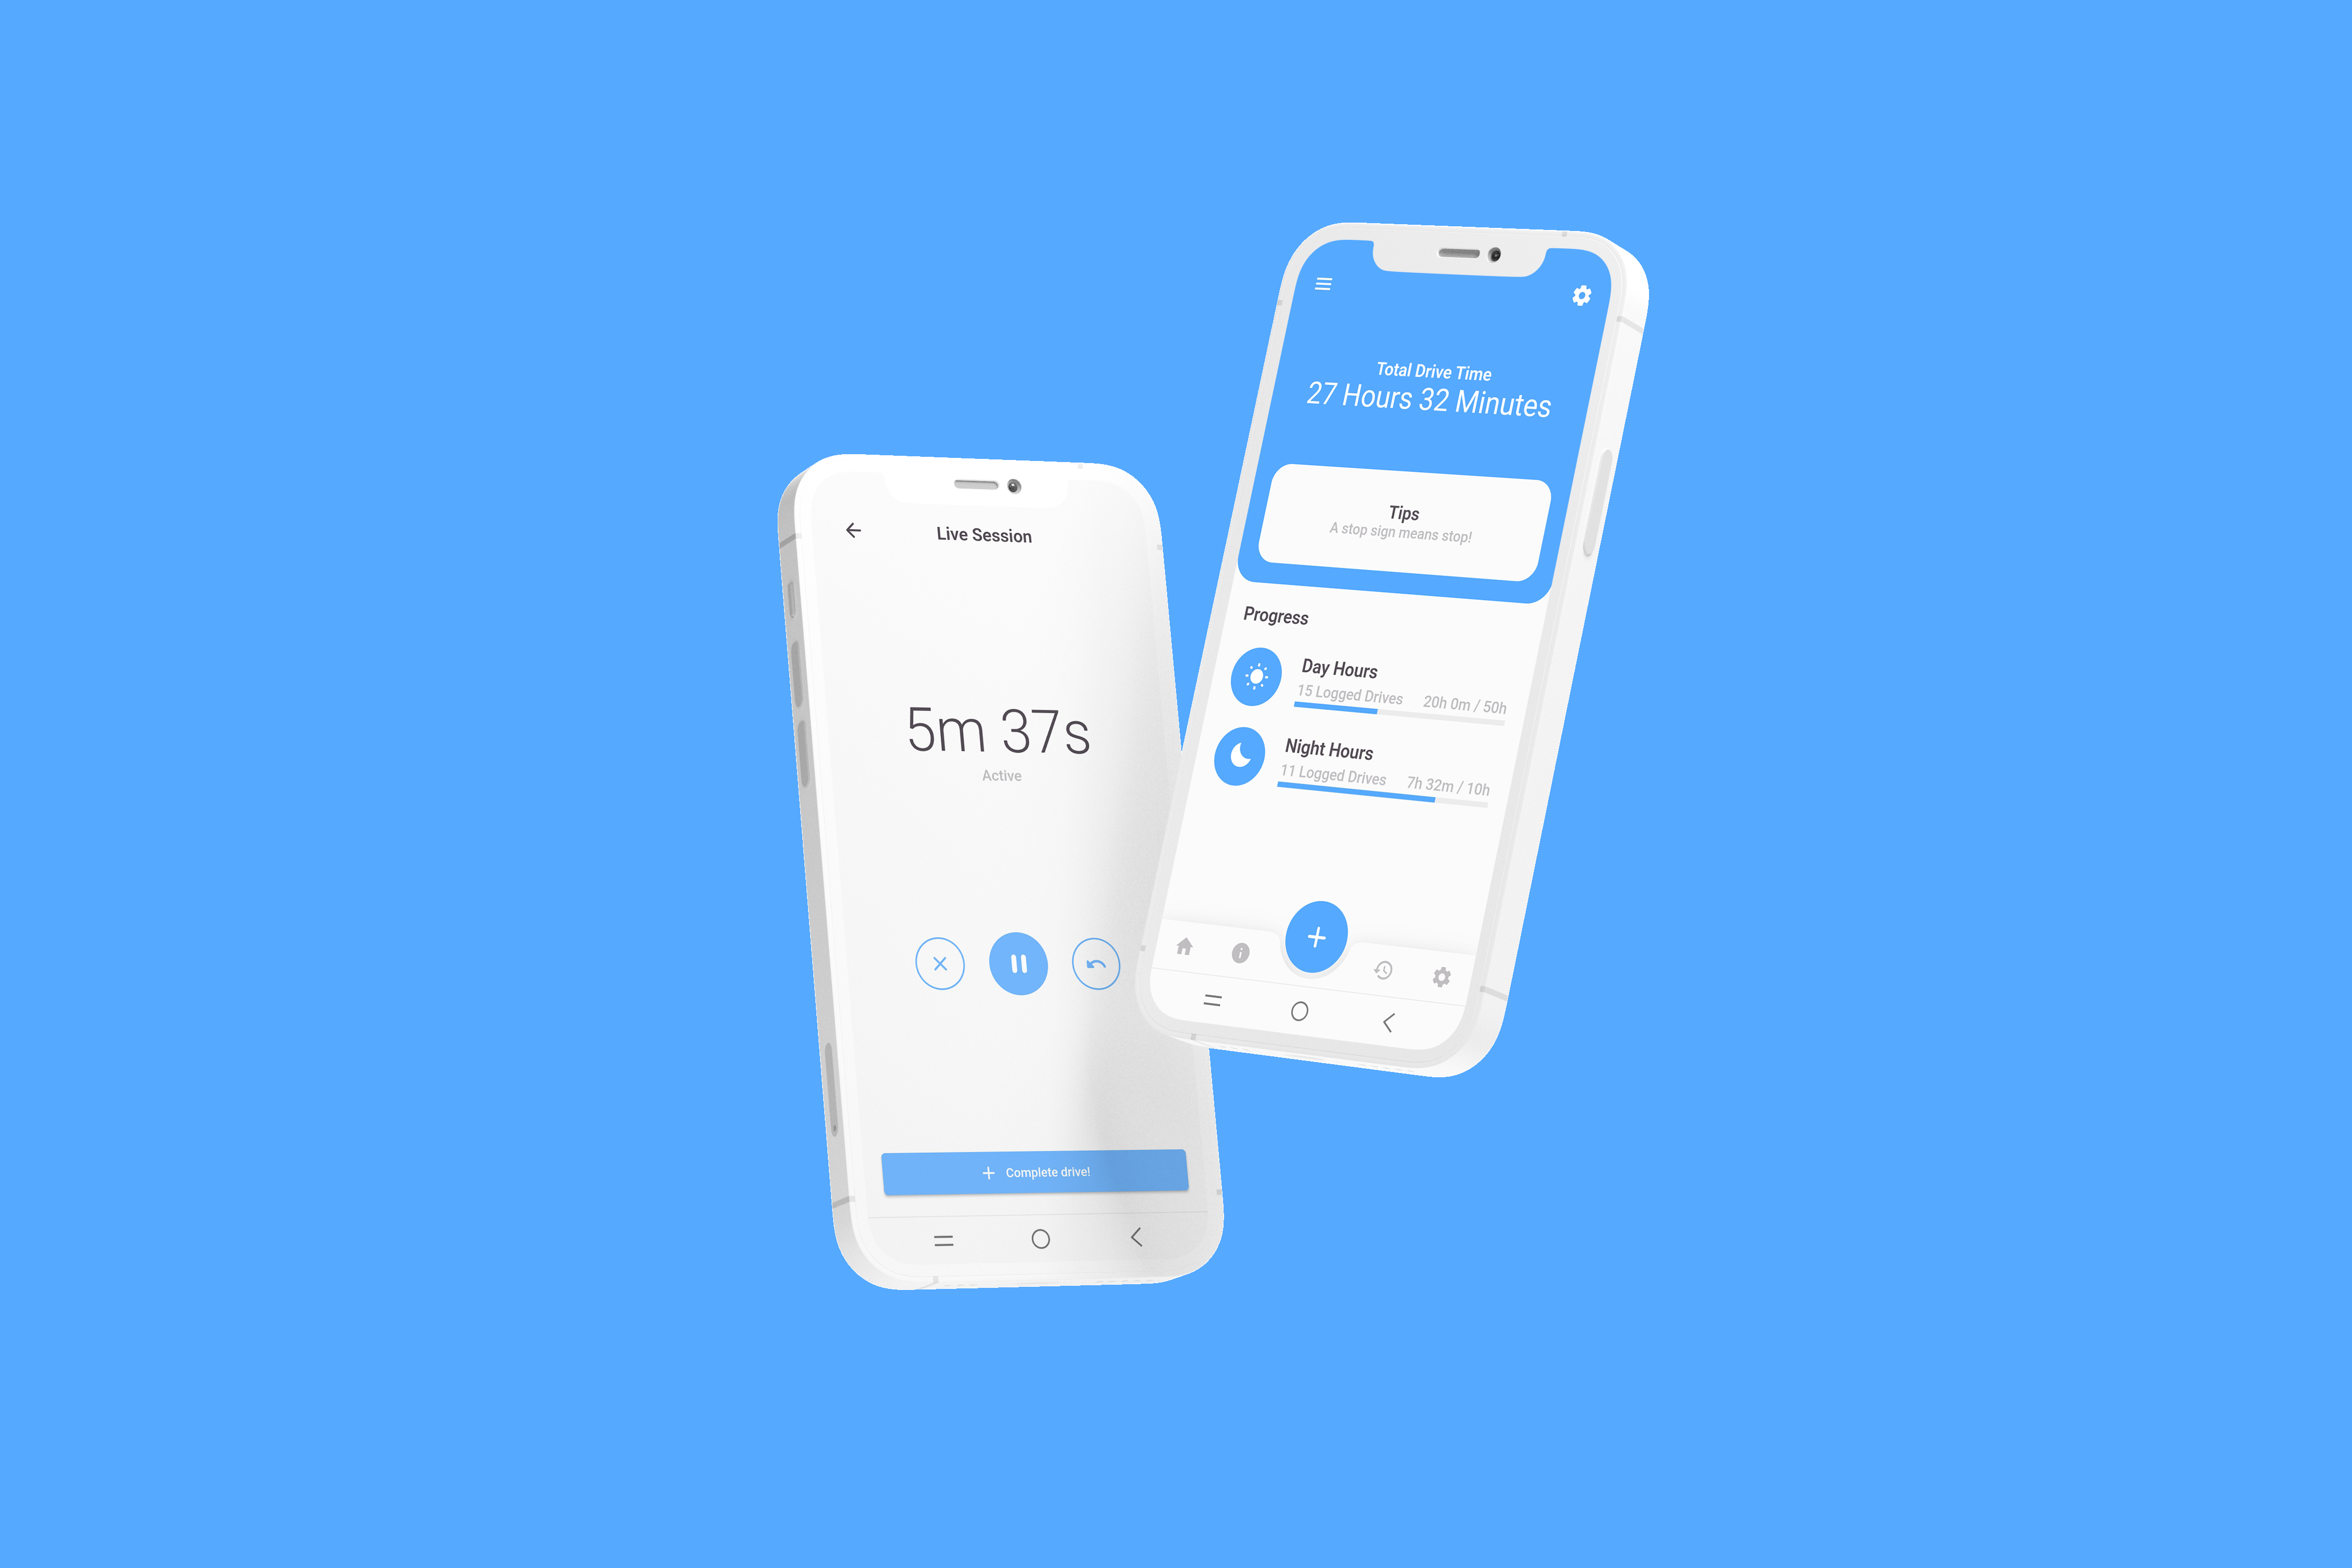 Live Session
5m 37s
Active
Complete drive!
Total Drive Time
27 Hours 32 Minutes
Tips
A stop sign means stop!
Progress
Day Hours
15 Logged Drives 20h 0m / 50h
Night Hours
11 Logged Drives 7h 32m / 10h